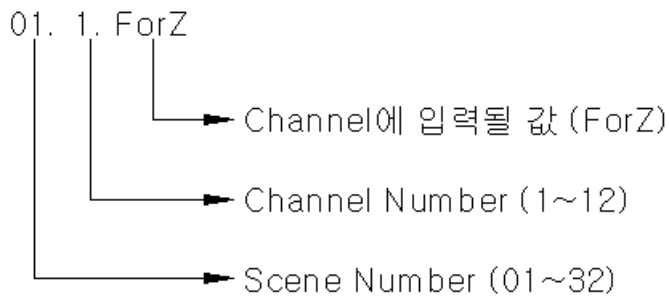 01. 1. ForZ
Channel에 입력될 값 (ForZ)
Channel Number (1~12)
Scene Number (01~32)